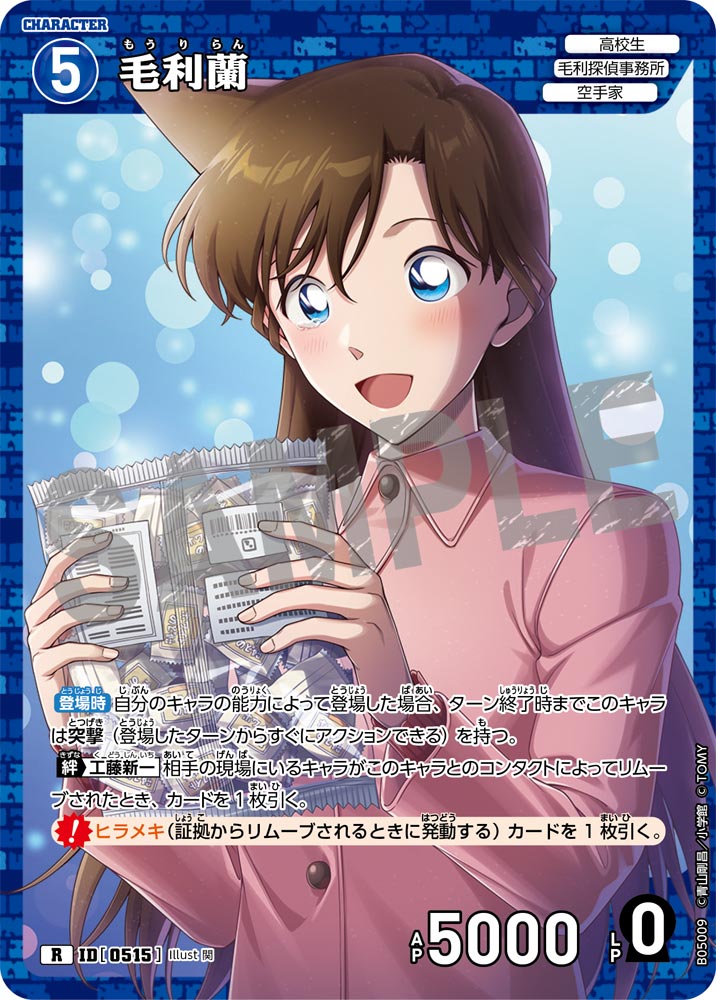 CHARACTER
5
もうりらん
毛利蘭
高校生
毛利探偵事務所
空手家
SAMPLE
登場時 自分のキャラの能力によって登場した場合、ターン終了時までこのキャラ
は突撃（登場したターンからすぐにアクションできる）を持つ。
絆 工藤新一 相手の現場にいるキャラがこのキャラとのコンタクトによってリムー
ブされたとき、カードを1枚引く。
ヒラメキ（証拠からリムーブされるときに発動する）カードを1枚引く。
AP 5000
LP 0
R ID[0515] Illust 関
B05009 ©青山剛昌／小学館 ©TOMY